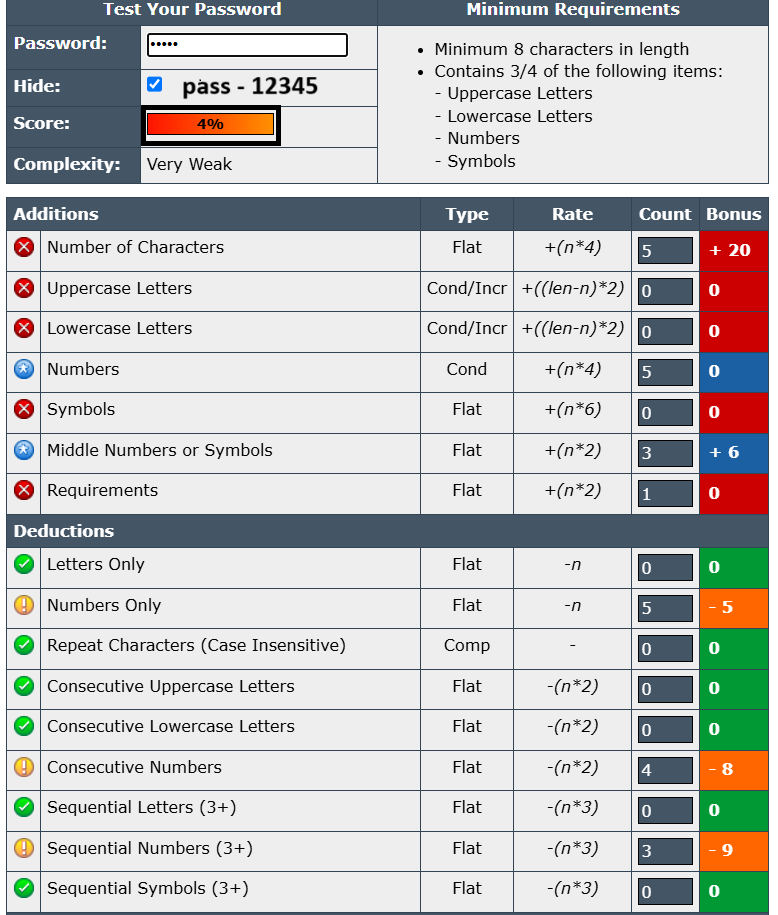 Test Your Password
Minimum Requirements
Password: •••••
Hide: pass - 12345
Score: 4%
Complexity: Very Weak
• Minimum 8 characters in length
• Contains 3/4 of the following items:
- Uppercase Letters
- Lowercase Letters
- Numbers
- Symbols
Additions Type Rate Count Bonus
Number of Characters Flat +(n*4) 5 + 20
Uppercase Letters Cond/Incr +((len-n)*2) 0 0
Lowercase Letters Cond/Incr +((len-n)*2) 0 0
Numbers Cond +(n*4) 5 0
Symbols Flat +(n*6) 0 0
Middle Numbers or Symbols Flat +(n*2) 3 + 6
Requirements Flat +(n*2) 1 0
Deductions
Letters Only Flat -n 0 0
Numbers Only Flat -n 5 - 5
Repeat Characters (Case Insensitive) Comp - 0 0
Consecutive Uppercase Letters Flat -(n*2) 0 0
Consecutive Lowercase Letters Flat -(n*2) 0 0
Consecutive Numbers Flat -(n*2) 4 - 8
Sequential Letters (3+) Flat -(n*3) 0 0
Sequential Numbers (3+) Flat -(n*3) 3 - 9
Sequential Symbols (3+) Flat -(n*3) 0 0